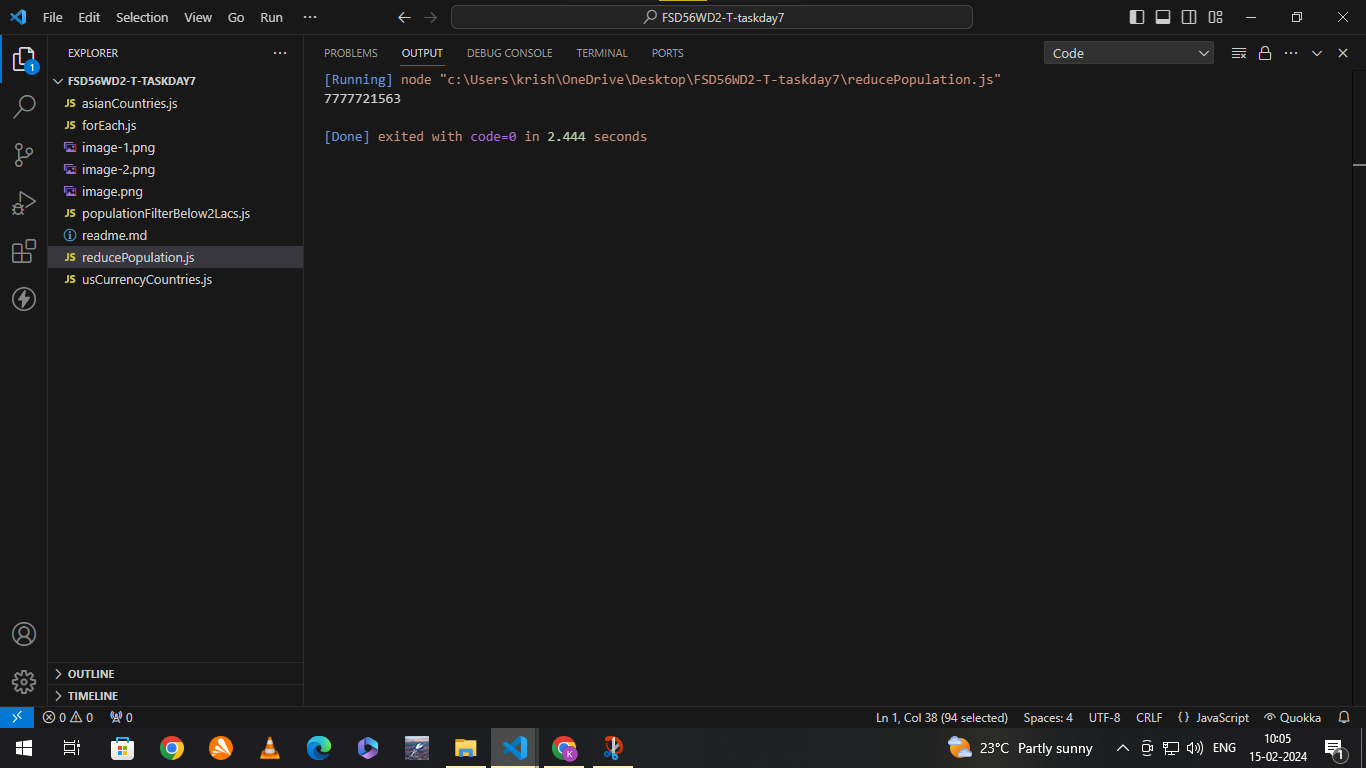 File Edit Selection View Go Run ···
FSD56WD2-T-taskday7
EXPLORER
FSD56WD2-T-TASKDAY7
JS asianCountries.js
JS forEach.js
image-1.png
image-2.png
image.png
JS populationFilterBelow2Lacs.js
readme.md
JS reducePopulation.js
JS usCurrencyCountries.js
OUTLINE
TIMELINE
1
PROBLEMS OUTPUT DEBUG CONSOLE TERMINAL PORTS
Code
[Running] node "c:\Users\krish\OneDrive\Desktop\FSD56WD2-T-taskday7\reducePopulation.js"
7777721563
[Done] exited with code=0 in 2.444 seconds
0 0 0
Ln 1, Col 38 (94 selected) Spaces: 4 UTF-8 CRLF {} JavaScript Quokka
K
23°C Partly sunny
ENG
10:05
15-02-2024
1